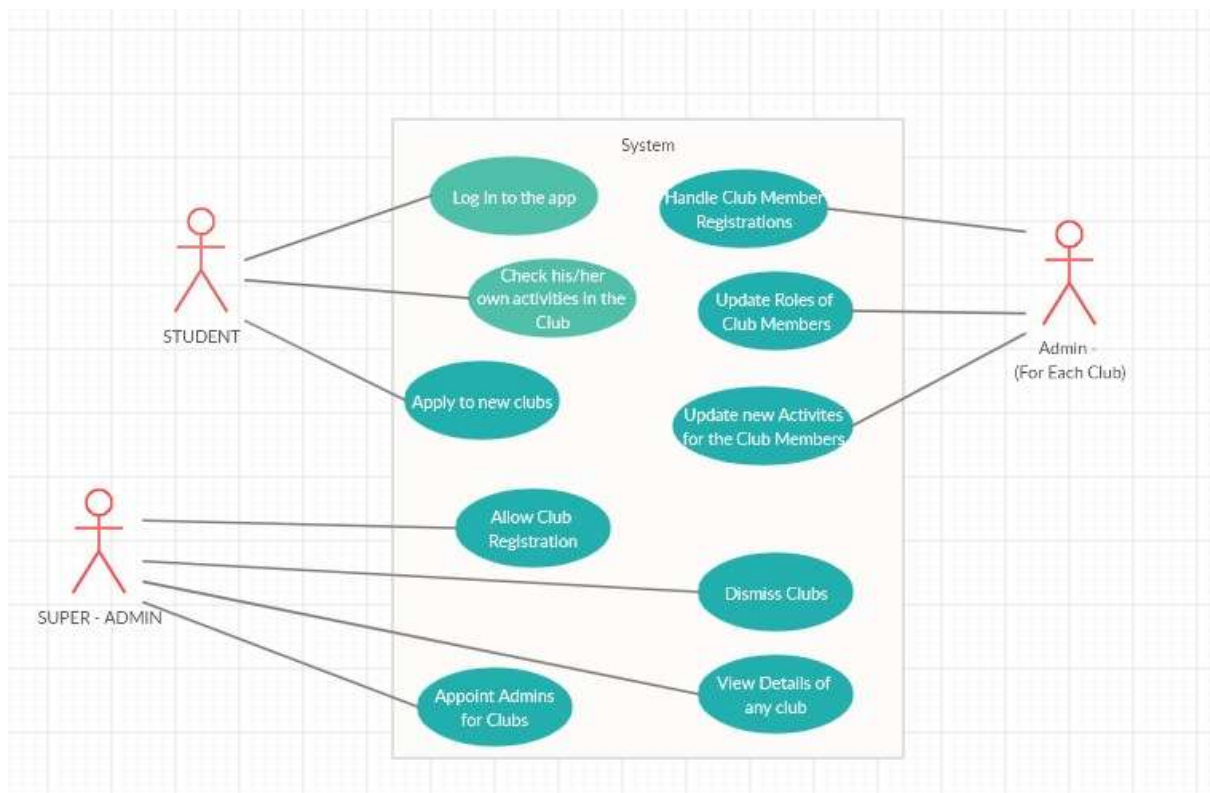 System
Log In to the app
Handle Club Member
Registrations
Check his/her
own activities in the
Club
Update Roles of
Club Members
STUDENT
Admin -
(For Each Club)
Apply to new clubs
Update new Activites
for the Club Members
Allow Club
Registration
Dismiss Clubs
SUPER - ADMIN
Appoint Admins
for Clubs
View Details of
any club